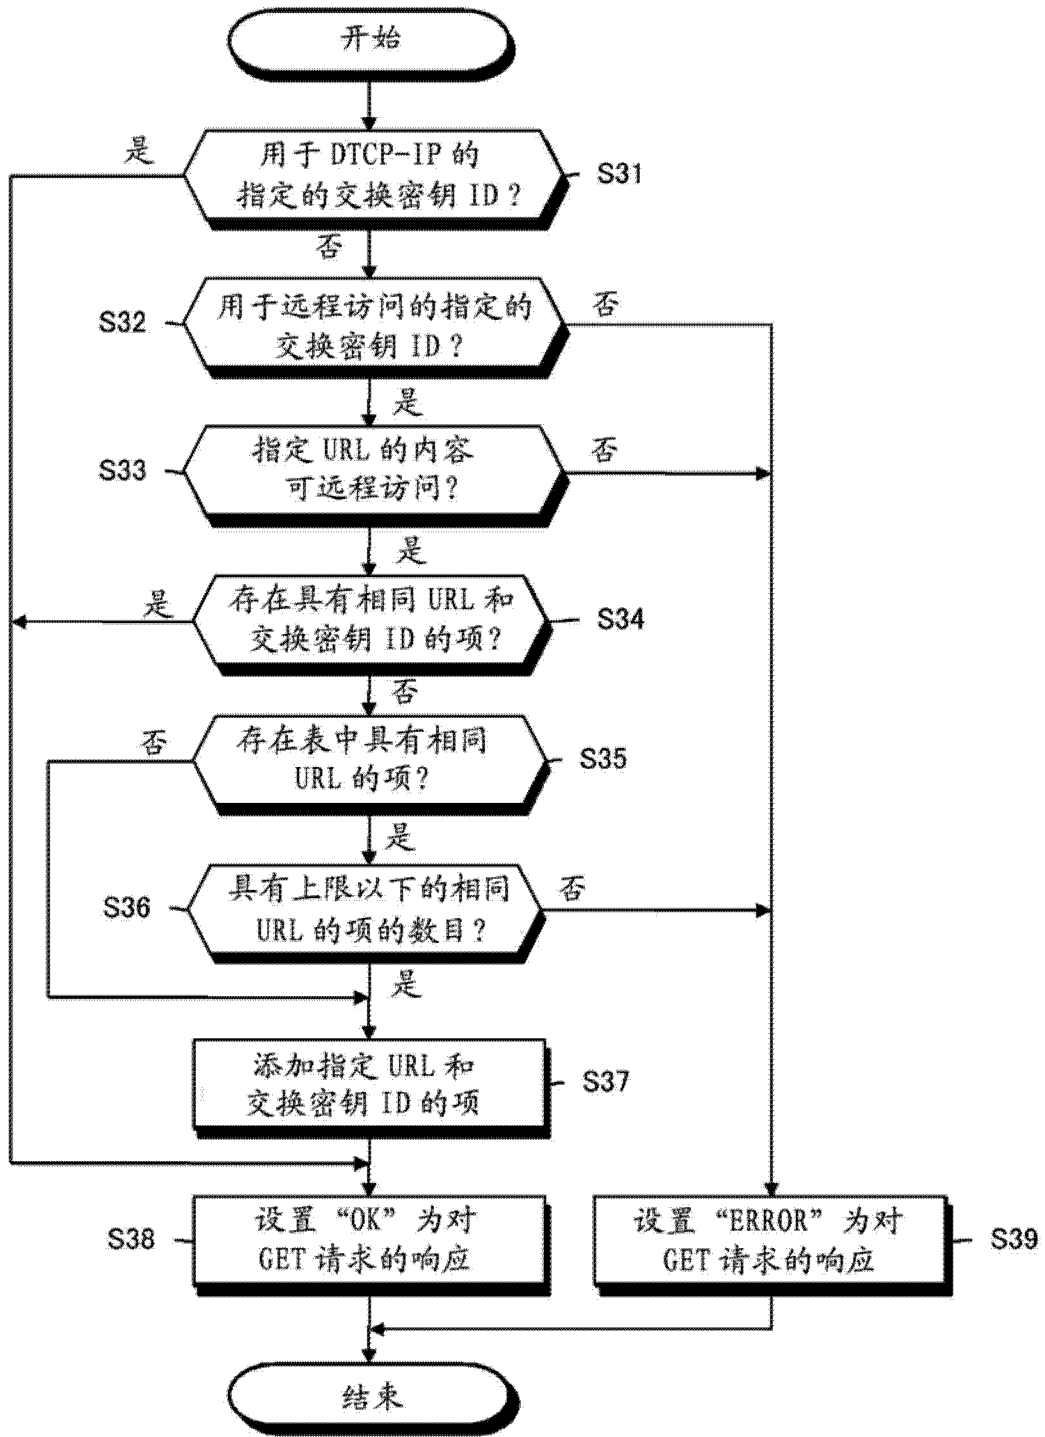 开始
是
用于 DTCP-IP 的
指定的交换密钥 ID?
S31
否
用于远程访问的指定的
交换密钥 ID?
S32
否
是
指定 URL 的内容
可远程访问?
S33
否
是
存在具有相同 URL 和
交换密钥 ID 的项?
S34
是
否
存在表中具有相同
URL 的项?
S35
否
是
具有上限以下的相同
URL 的项的数目?
S36
否
是
添加指定 URL 和
交换密钥 ID 的项
S37
设置“OK”为对
GET 请求的响应
S38
设置“ERROR”为对
GET 请求的响应
S39
结束